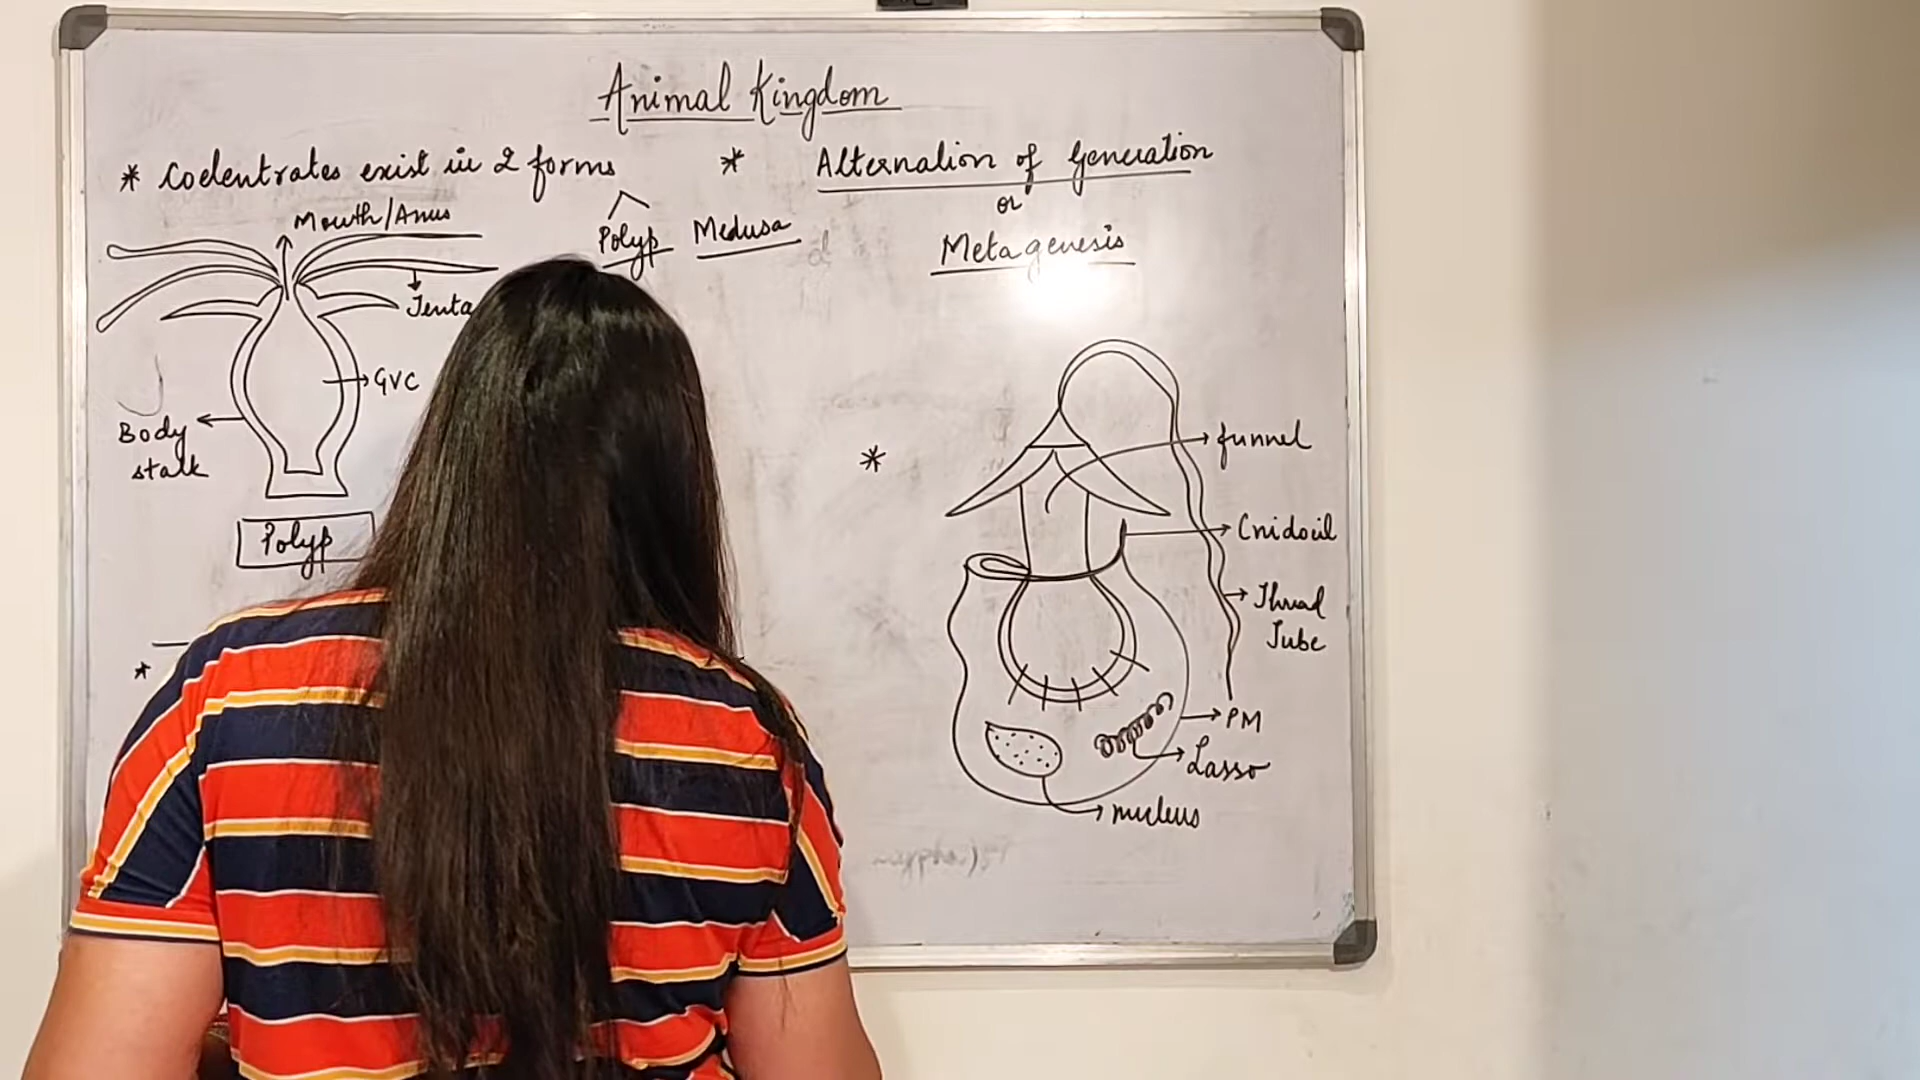 Animal Kingdom
* Coelentrates exist in 2 forms
Polyp Medusa
Mouth/Anus
GVC
Body
stalk
Polyp
*
* Alternation of Generation
or
Metagenesis
*
funnel
Cnidocil
Thread
Tube
PM
Lasso
nucleus